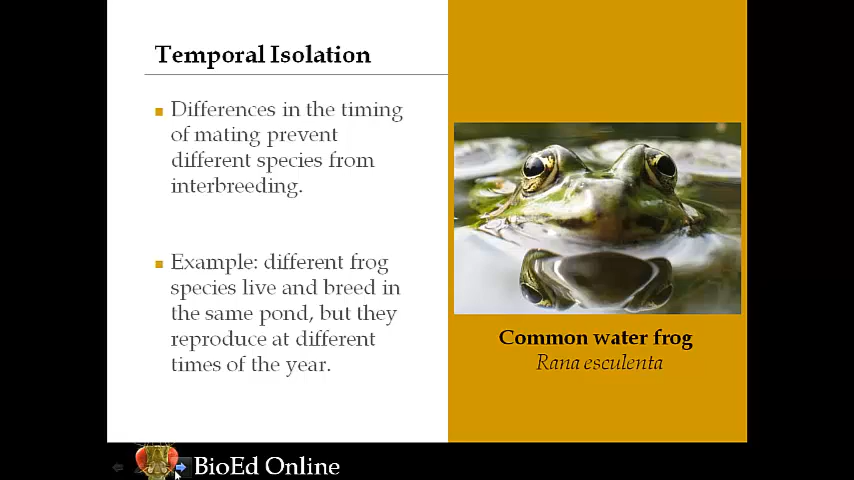 Temporal Isolation
■ Differences in the timing
of mating prevent
different species from
interbreeding.
■ Example: different frog
species live and breed in
the same pond, but they
reproduce at different
times of the year.
Common water frog
Rana esculenta
BioEd Online